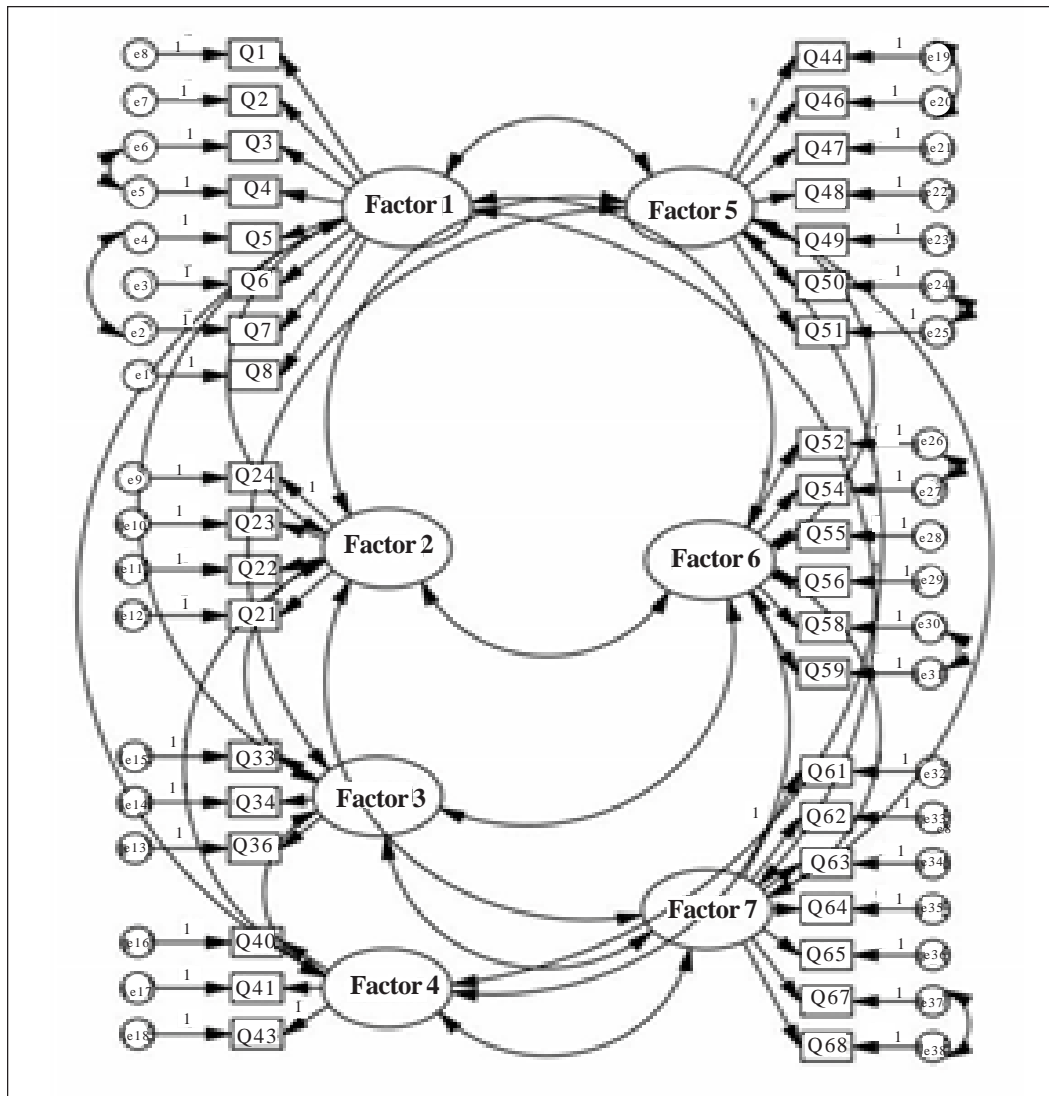 e8 1 Q1
e7 1 Q2
e6 1 Q3
e5 1 Q4
e4 1 Q5
e3 1 Q6
e2 1 Q7
e1 1 Q8
Factor 1
e9 1 Q24 1
e10 1 Q23
e11 1 Q22
e12 1 Q21
Factor 2
e15 1 Q33
e14 1 Q34
e13 1 Q36
Factor 3
e16 1 Q40
e17 1 Q41
e18 1 Q43 1
Factor 4
1 Q44 1 e19
Q46 1 e20
Q47 1 e21
Q48 1 e22
Q49 1 e23
Q50 1 e24
Q51 1 e25
Factor 5
Q52 1 e26
Q54 1 e27
Q55 1 e28
Q56 1 e29
Q58 1 e30
Q59 1 e31
Factor 6
Q61 1 e32
1 Q62 1 e33 e8
Q63 1 e34
Q64 1 e35
Q65 1 e36
Q67 1 e37
Q68 1 e38
Factor 7